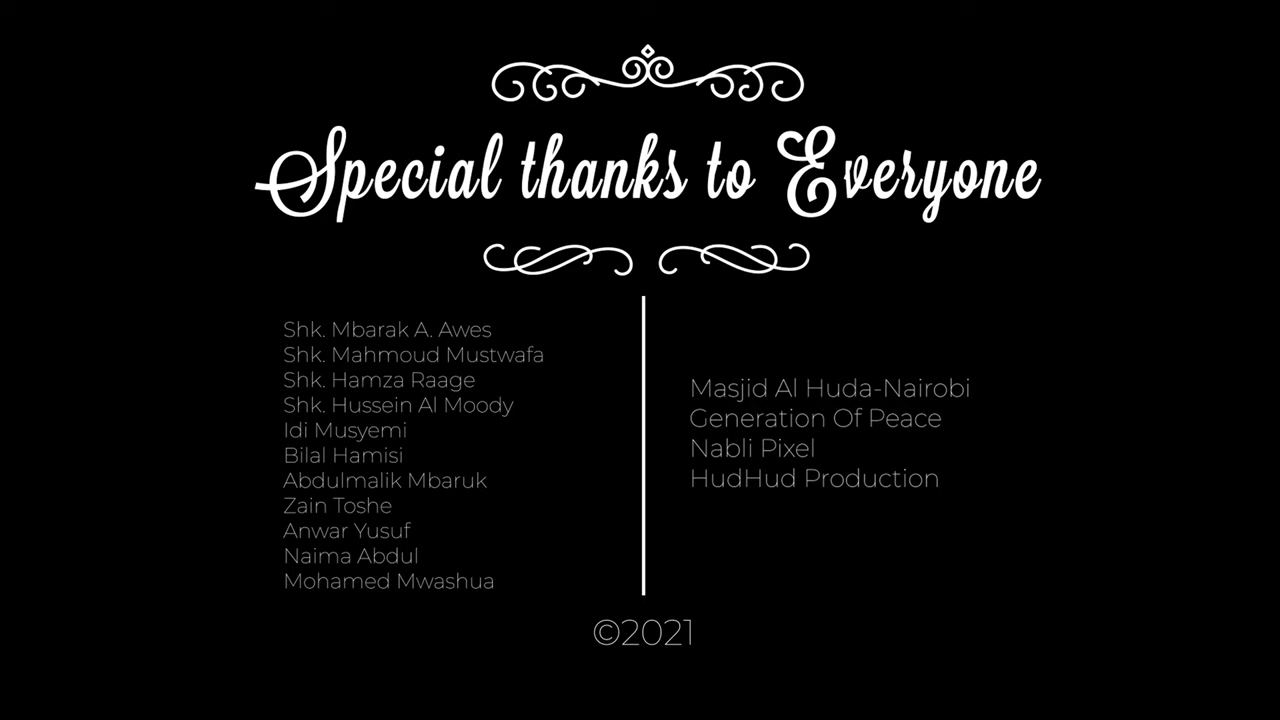 Special thanks to Everyone
Shk. Mbarak A. Awes
Shk. Mahmoud Mustwafa
Shk. Hamza Raage
Shk. Hussein Al Moody
Idi Musyemi
Bilal Hamisi
Abdulmalik Mbaruk
Zain Toshe
Anwar Yusuf
Naima Abdul
Mohamed Mwashua
Masjid Al Huda-Nairobi
Generation Of Peace
Nabli Pixel
HudHud Production
©2021